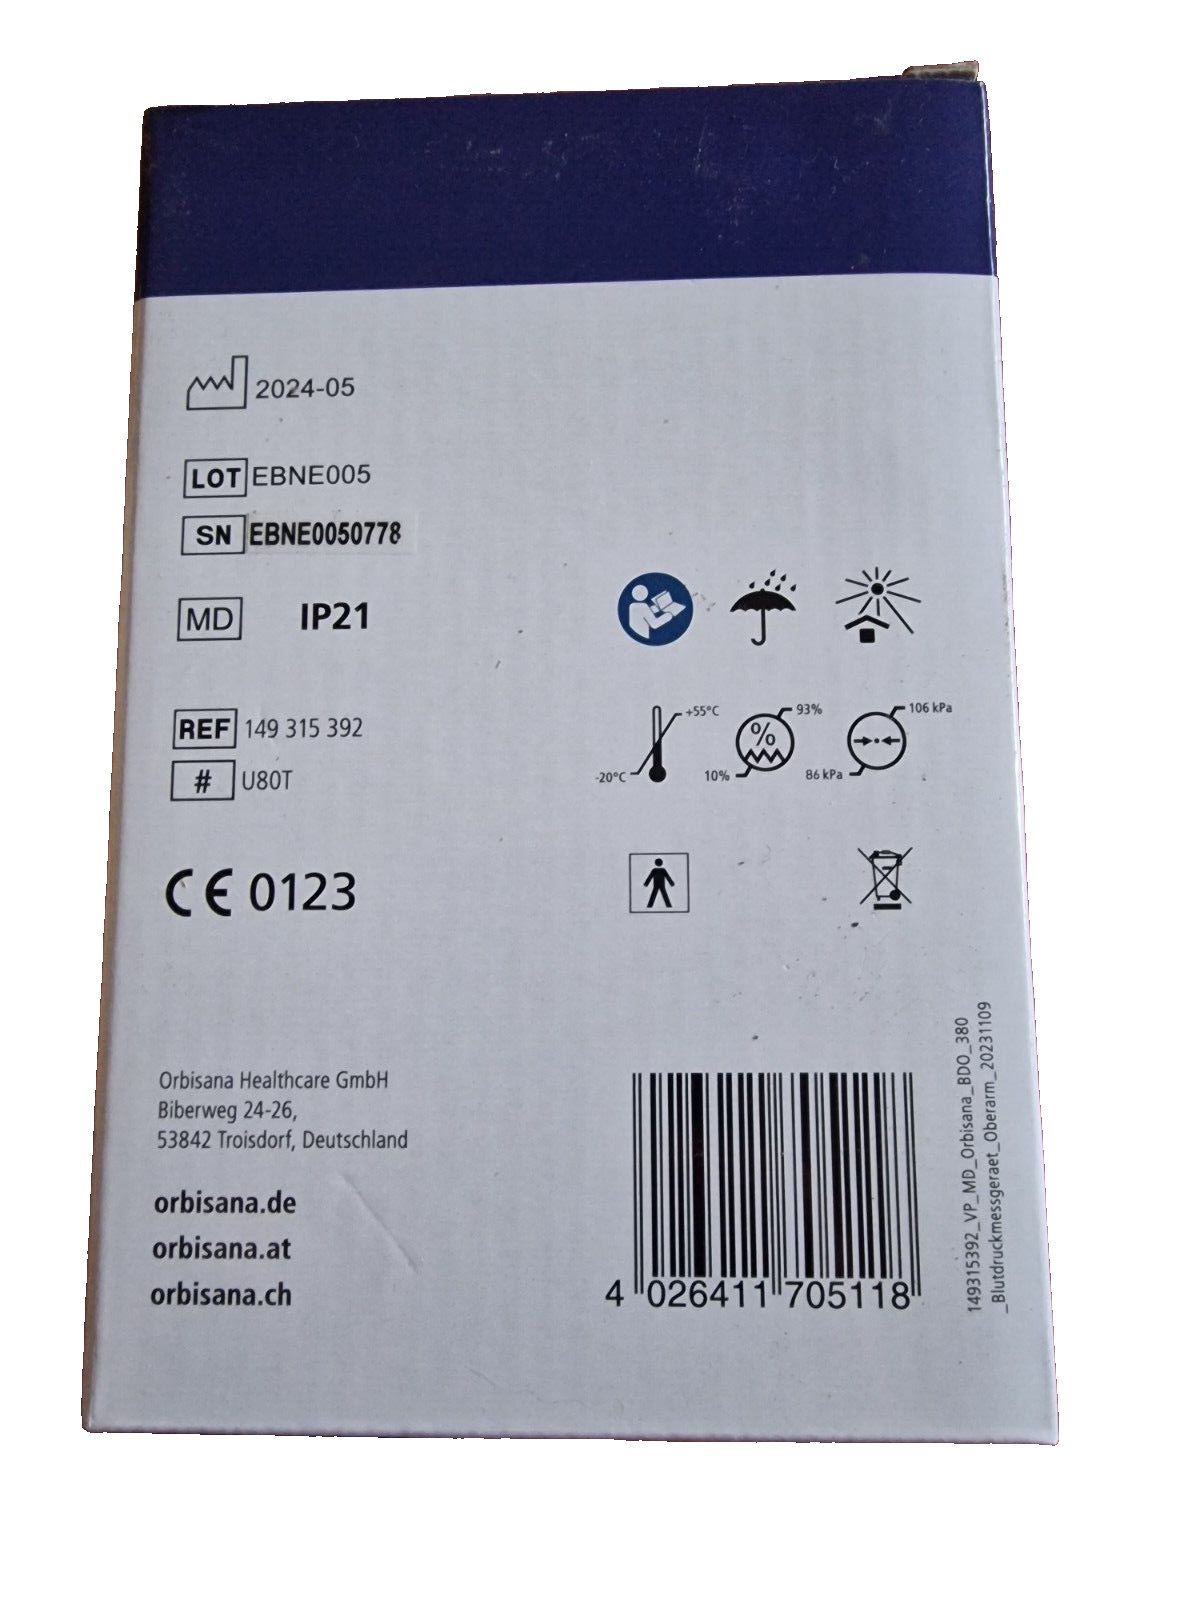 2024-05
LOT EBNE005
SN EBNE0050778
MD IP21
REF 149 315 392
# U80T
+55°C
-20°C
93%
%
10%
106 kPa
86 kPa
CE 0123
Orbisana Healthcare GmbH
Biberweg 24-26,
53842 Troisdorf, Deutschland
orbisana.de
orbisana.at
orbisana.ch
4 026411 705118
149315392_VP_MD_Orbisana_BDO_380
_Blutdruckmessgeraet_Oberarm_20231109